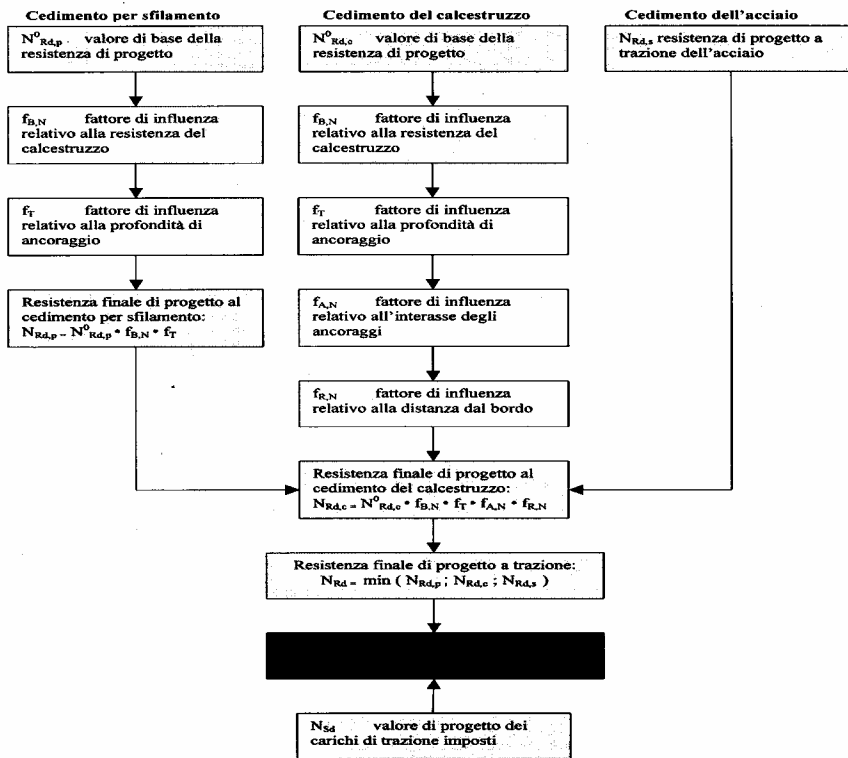 Cedimento per sfilamento
N⁰Rd,p valore di base della
resistenza di progetto
fB,N fattore di influenza
relativo alla resistenza del
calcestruzzo
fT fattore di influenza
relativo alla profondità di
ancoraggio
Resistenza finale di progetto al
cedimento per sfilamento:
NRd,p = N⁰Rd,p * fB,N * fT
Cedimento del calcestruzzo
N⁰Rd,c valore di base della
resistenza di progetto
fB,N fattore di influenza
relativo alla resistenza del
calcestruzzo
fT fattore di influenza
relativo alla profondità di
ancoraggio
fA,N fattore di influenza
relativo all'interasse degli
ancoraggi
fR,N fattore di influenza
relativo alla distanza dal bordo
Resistenza finale di progetto al
cedimento del calcestruzzo:
NRd,c = N⁰Rd,c * fB,N * fT * fA,N * fR,N
Cedimento dell'acciaio
NRd,s resistenza di progetto a
trazione dell'acciaio
Resistenza finale di progetto a trazione:
NRd = min ( NRd,p ; NRd,c ; NRd,s )
NSd valore di progetto dei
carichi di trazione imposti